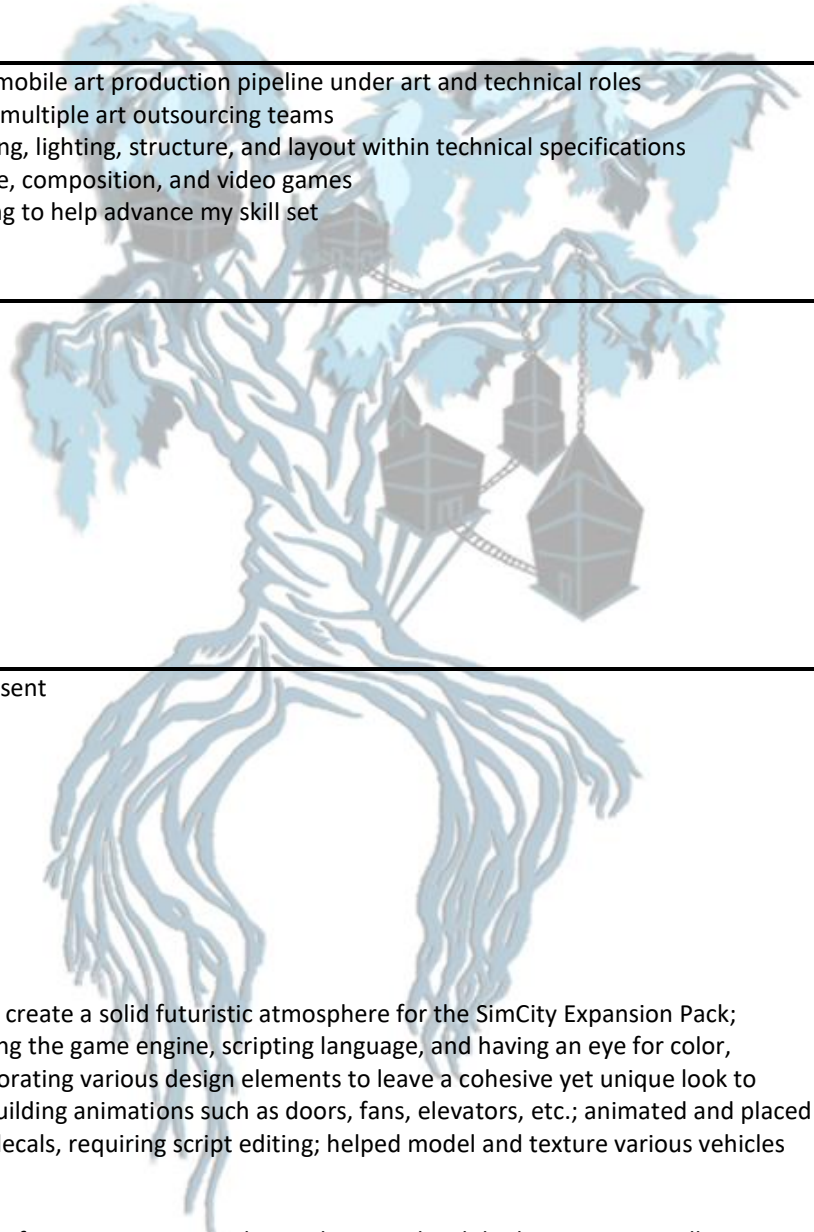 mobile art production pipeline under art and technical roles
multiple art outsourcing teams
ng, lighting, structure, and layout within technical specifications
e, composition, and video games
ng to help advance my skill set
sent
create a solid futuristic atmosphere for the SimCity Expansion Pack;
ng the game engine, scripting language, and having an eye for color,
orating various design elements to leave a cohesive yet unique look to
uilding animations such as doors, fans, elevators, etc.; animated and placed
decals, requiring script editing; helped model and texture various vehicles